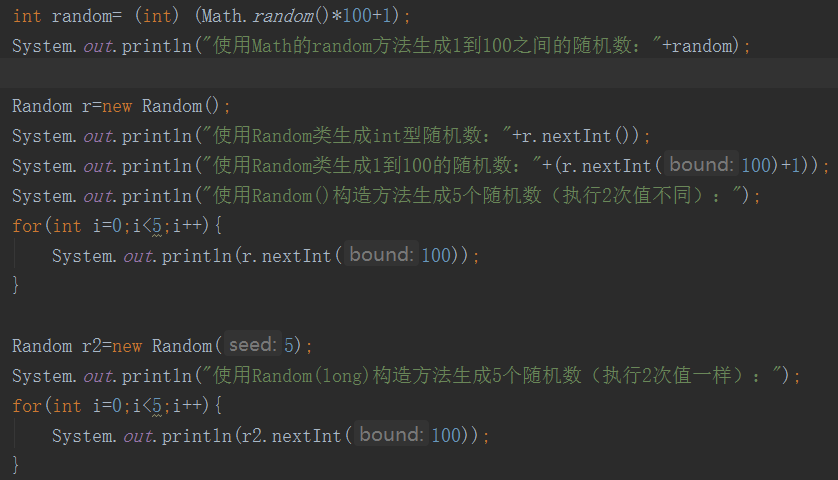 int random= (int) (Math.random()*100+1);
System.out.println("使用Math的random方法生成1到100之间的随机数："+random);
Random r=new Random();
System.out.println("使用Random类生成int型随机数："+r.nextInt());
System.out.println("使用Random类生成1到100的随机数："+(r.nextInt( bound: 100)+1));
System.out.println("使用Random()构造方法生成5个随机数（执行2次值不同）：");
for(int i=0;i<5;i++){
System.out.println(r.nextInt( bound: 100));
}
Random r2=new Random( seed: 5);
System.out.println("使用Random(long)构造方法生成5个随机数（执行2次值一样）：");
for(int i=0;i<5;i++){
System.out.println(r2.nextInt( bound: 100));
}